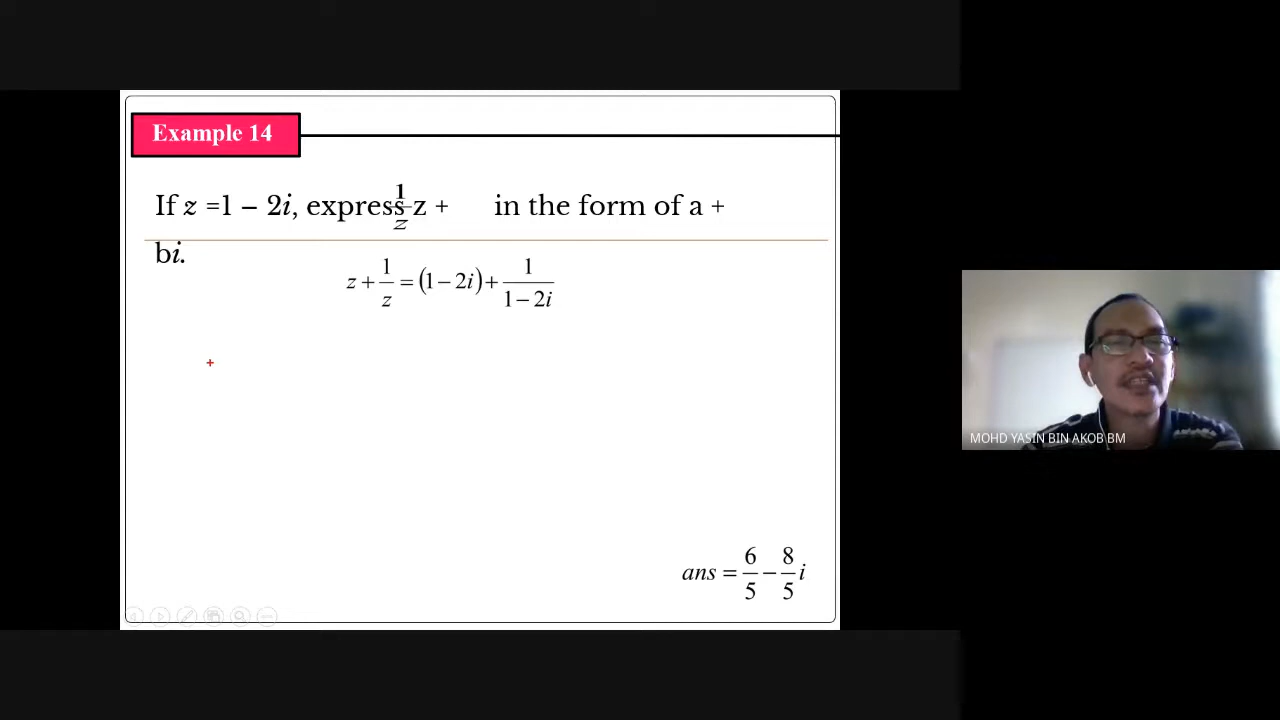 Example 14
If z =1 – 2i, express z + 1/z in the form of a +
bi.
z + 1/z = (1 − 2i) + 1/(1 − 2i)
ans = 6/5 − 8/5 i
MOHD YASIN BIN AKOB BM